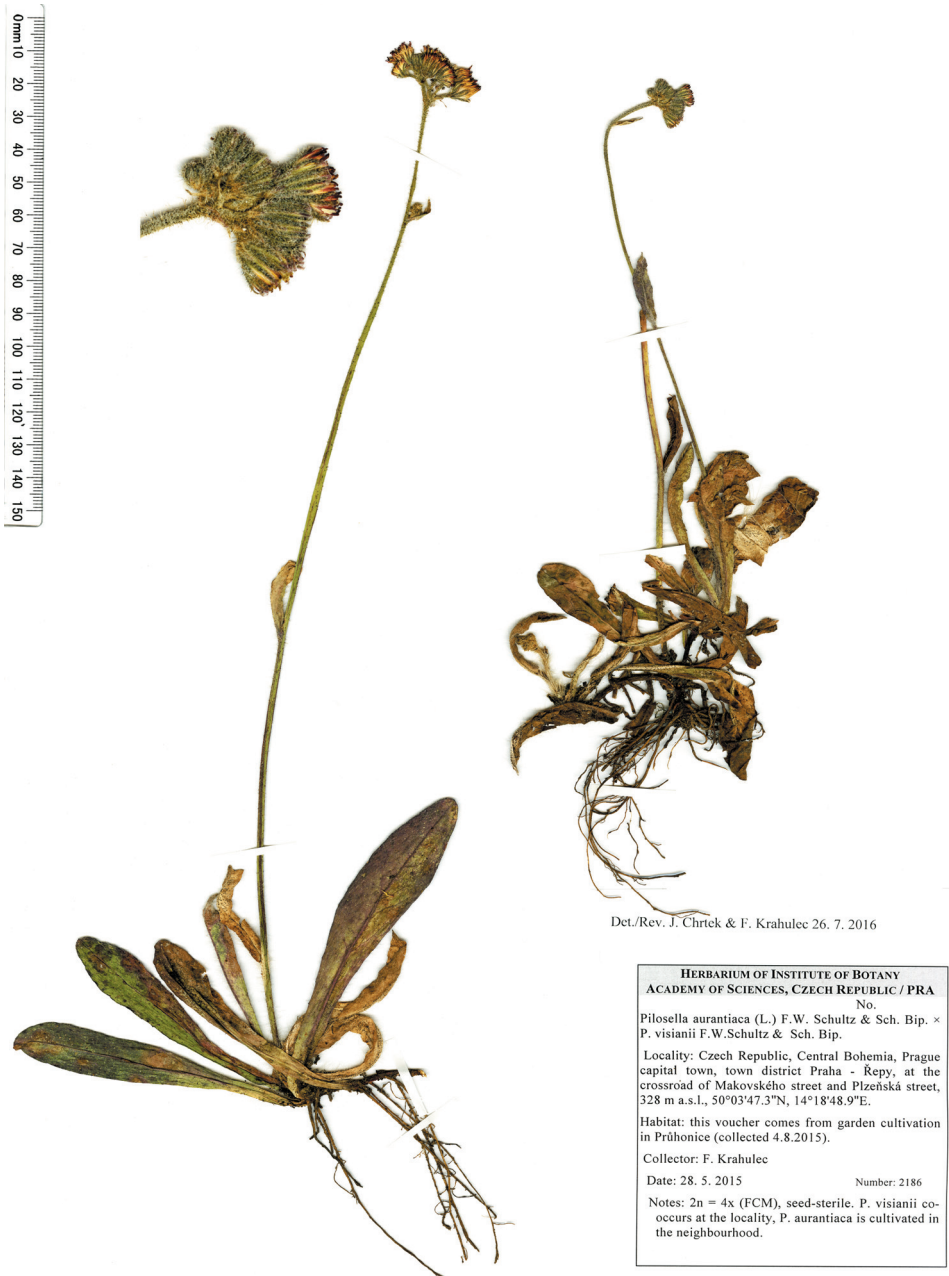 0mm10 20 30 40 50 60 70 80 90 100 110 120 130 140 150
Det./Rev. J. Chrtek & F. Krahulec 26. 7. 2016
HERBARIUM OF INSTITUTE OF BOTANY
ACADEMY OF SCIENCES, CZECH REPUBLIC / PRA
No.
Pilosella aurantiaca (L.) F.W. Schultz & Sch. Bip. ×
P. visianii F.W.Schultz & Sch. Bip.
Locality: Czech Republic, Central Bohemia, Prague
capital town, town district Praha - Řepy, at the
crossroad of Makovského street and Plzeňská street,
328 m a.s.l., 50°03'47.3"N, 14°18'48.9"E.
Habitat: this voucher comes from garden cultivation
in Průhonice (collected 4.8.2015).
Collector: F. Krahulec
Date: 28. 5. 2015 Number: 2186
Notes: 2n = 4x (FCM), seed-sterile. P. visianii co-
occurs at the locality, P. aurantiaca is cultivated in
the neighbourhood.